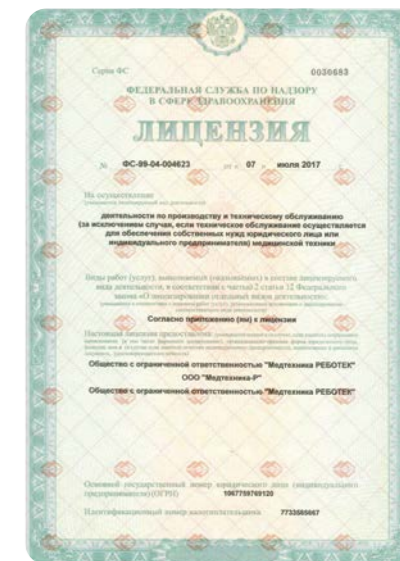 Серия ФС 0030683
ФЕДЕРАЛЬНАЯ СЛУЖБА ПО НАДЗОРУ
В СФЕРЕ ЗДРАВООХРАНЕНИЯ
ЛИЦЕНЗИЯ
№ ФС-99-04-004623 от « 07 » июля 2017
На осуществление
деятельности по производству и техническому обслуживанию
(за исключением случая, если техническое обслуживание осуществляется
для обеспечения собственных нужд юридического лица или
индивидуального предпринимателя) медицинской техники
Виды работ (услуг), выполняемых (оказываемых) в составе лицензируемого
вида деятельности, в соответствии с частью 2 статьи 12 Федерального
закона «О лицензировании отдельных видов деятельности»:
Согласно приложению (ям) к лицензии
Настоящая лицензия предоставлена
Общество с ограниченной ответственностью "Медтехника РЕБОТЕК"
ООО "Медтехника-Р"
Общество с ограниченной ответственностью "Медтехника РЕБОТЕК"
Основной государственный номер юридического лица (индивидуального
предпринимателя) (ОГРН) 1067759769120
Идентификационный номер налогоплательщика 7733585667